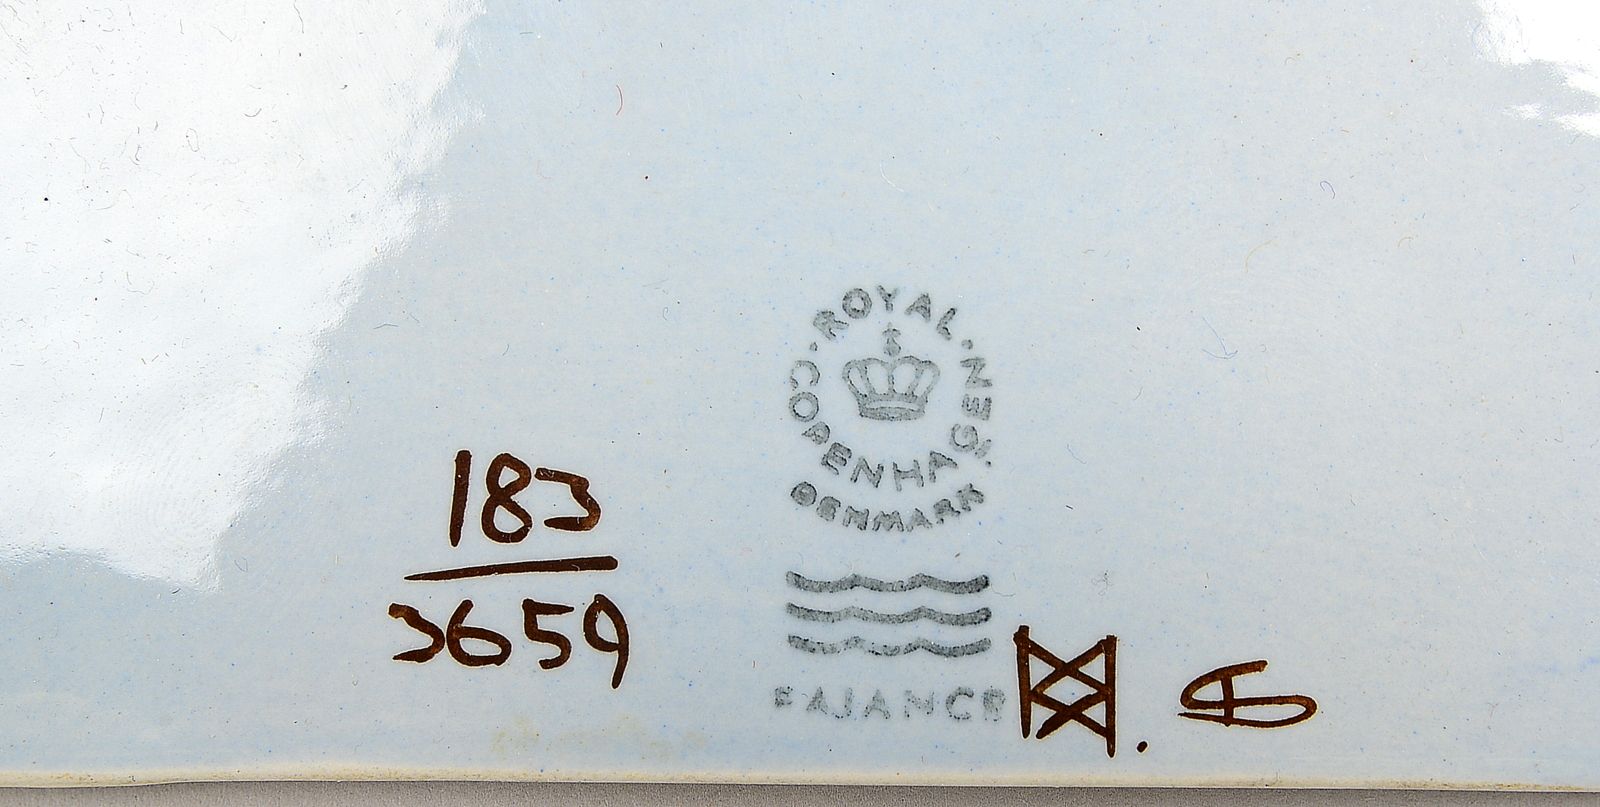 ROYAL
COPENHAGEN
DENMARK
FAJANCE
183
3659